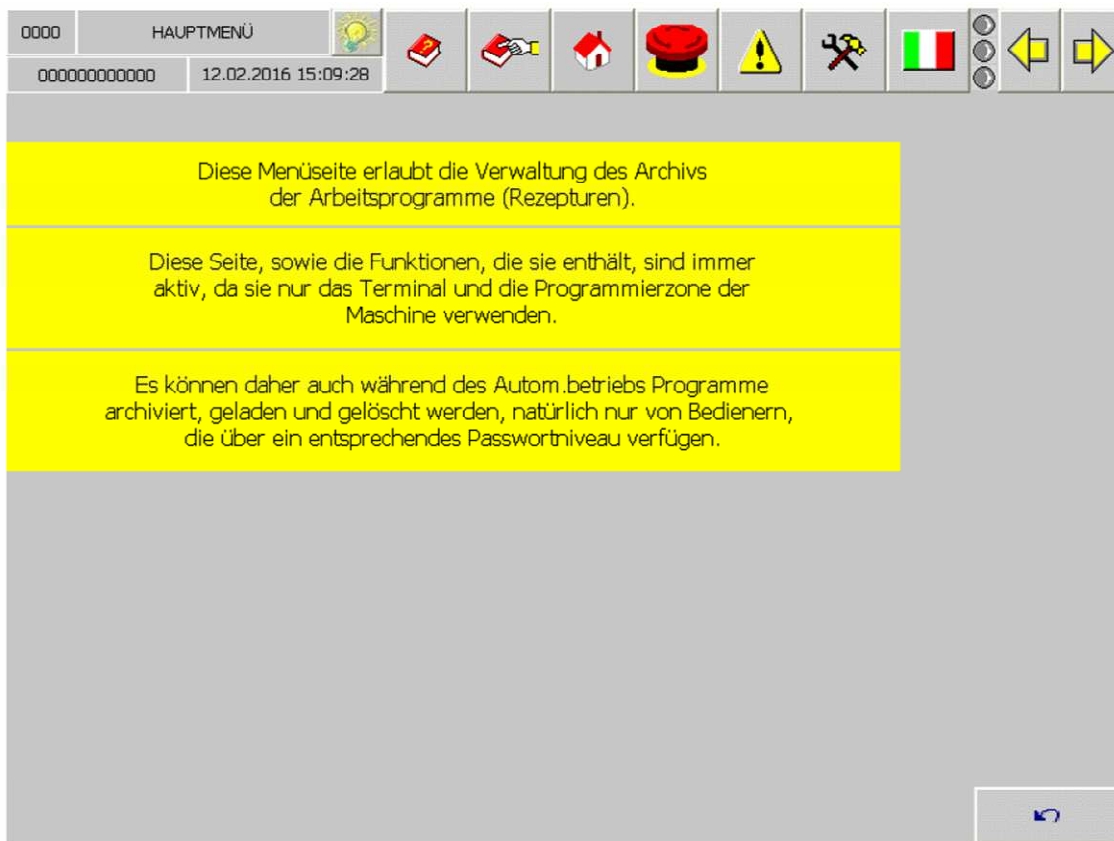 0000
HAUPTMENÜ
000000000000
12.02.2016 15:09:28
Diese Menüseite erlaubt die Verwaltung des Archivs
der Arbeitsprogramme (Rezepturen).
Diese Seite, sowie die Funktionen, die sie enthält, sind immer
aktiv, da sie nur das Terminal und die Programmierzone der
Maschine verwenden.
Es können daher auch während des Autom.betriebs Programme
archiviert, geladen und gelöscht werden, natürlich nur von Bedienern,
die über ein entsprechendes Passwortniveau verfügen.